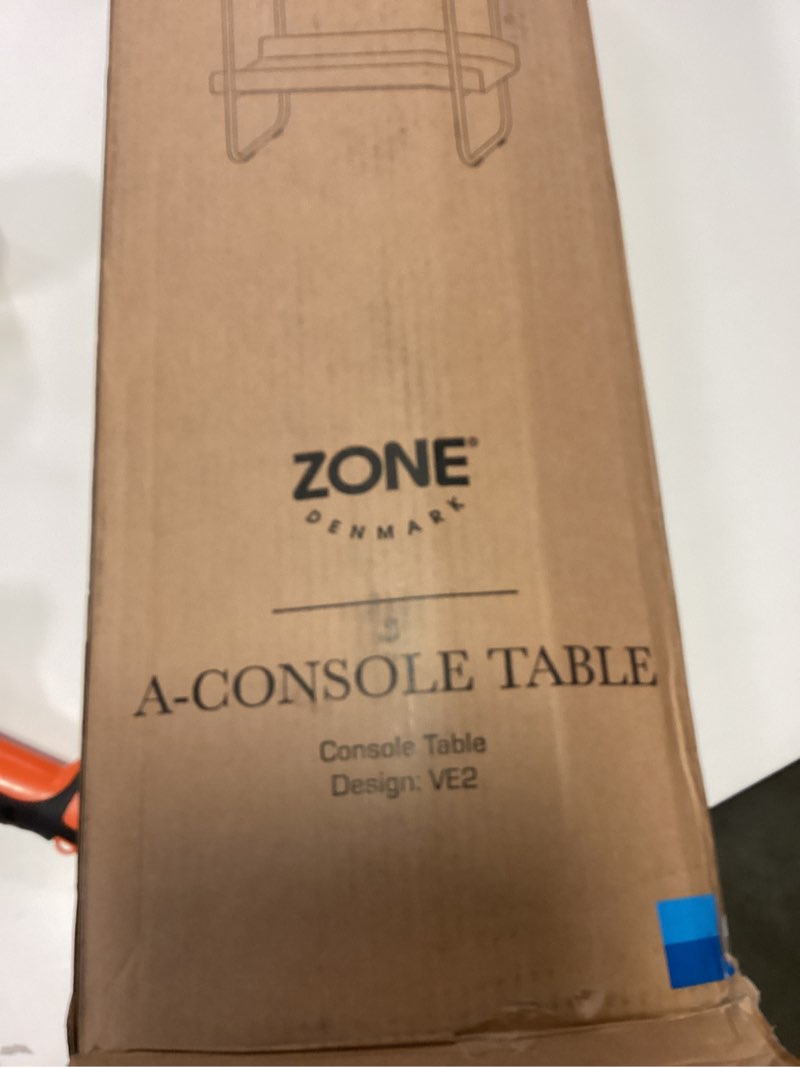 ZONE®
DENMARK
A-CONSOLE TABLE
Console Table
Design: VE2